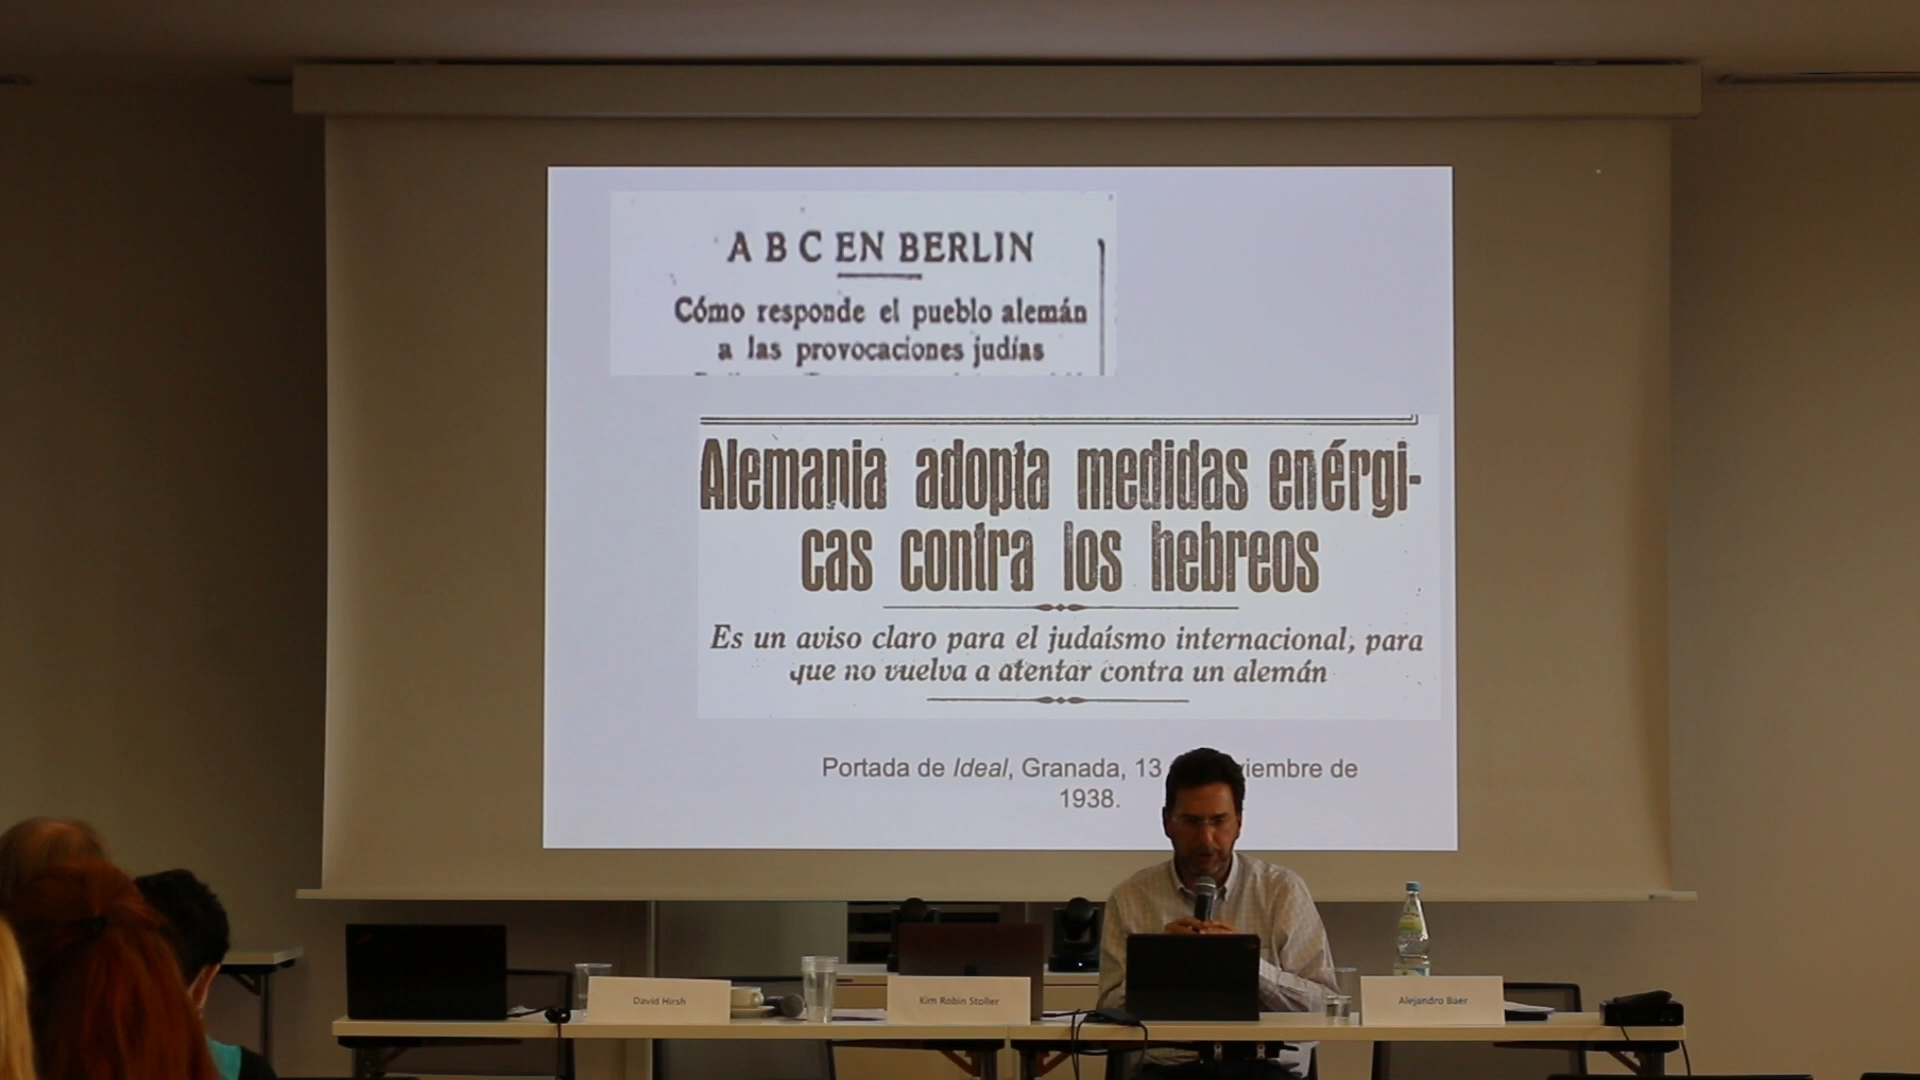 A B C EN BERLIN
Cómo responde el pueblo alemán
a las provocaciones judías
Alemania adopta medidas enérgi-
cas contra los hebreos
Es un aviso claro para el judaísmo internacional, para
que no vuelva a atentar contra un alemán
Portada de Ideal, Granada, 13 viembre de
1938.
David Hirsh
Kim Robin Stoller
Alejandro Baer